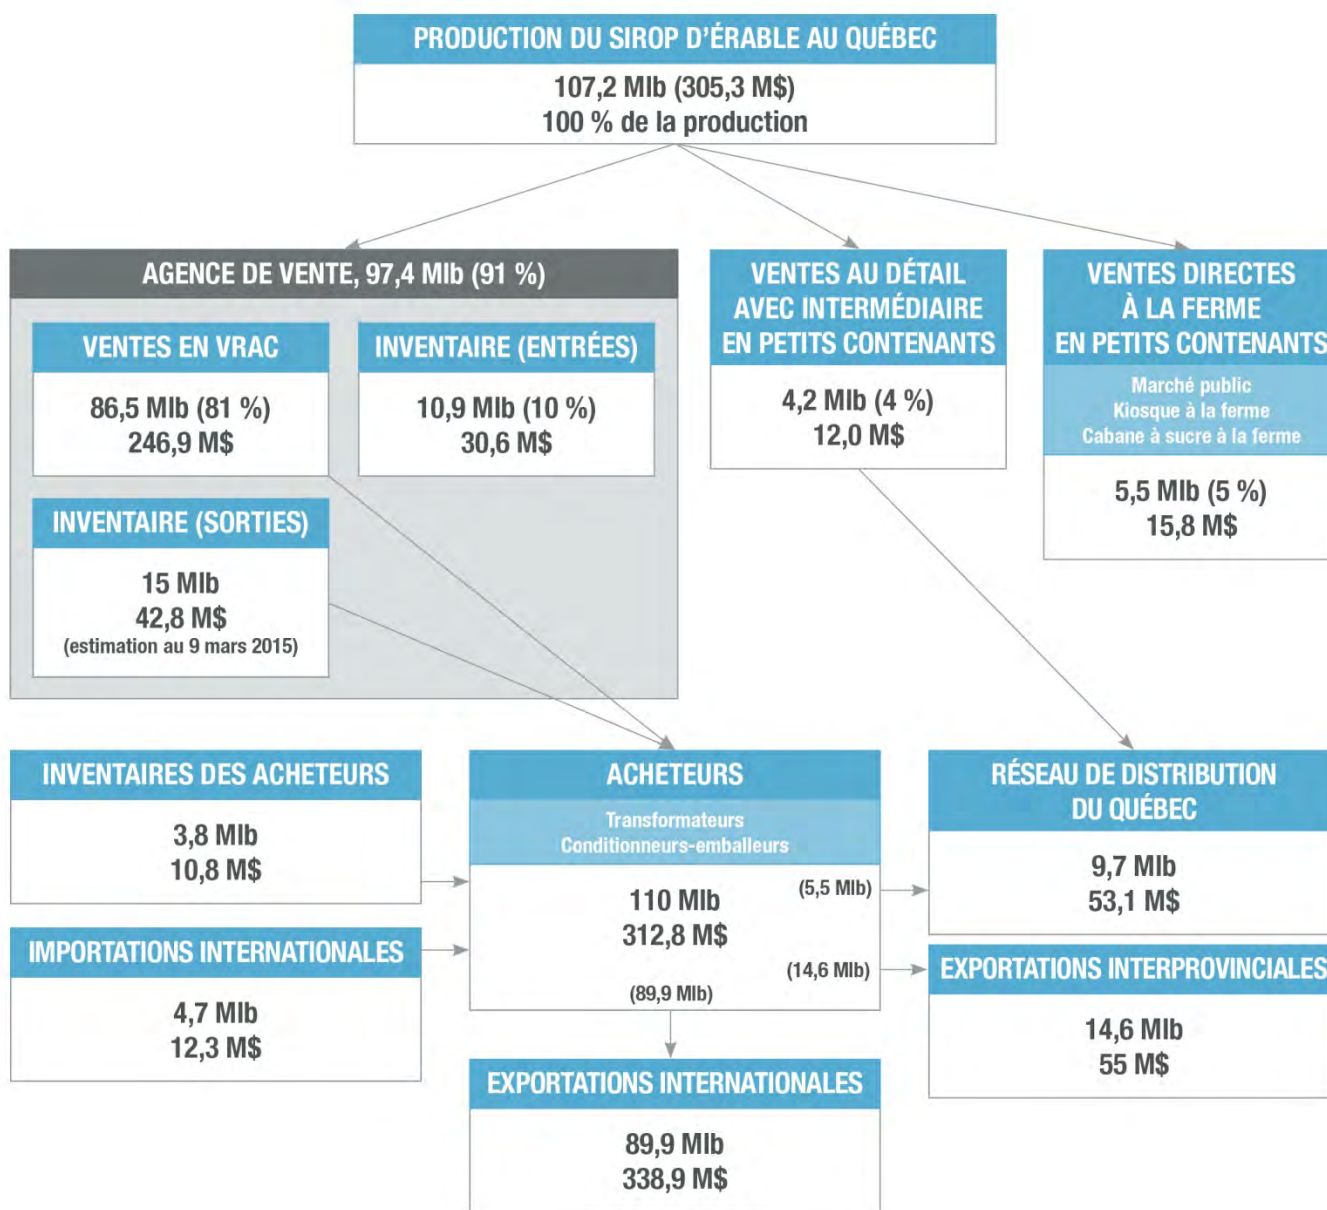 PRODUCTION DU SIROP D’ÉRABLE AU QUÉBEC
107,2 Mlb (305,3 M$)
100 % de la production
AGENCE DE VENTE, 97,4 Mlb (91 %)
VENTES EN VRAC
86,5 Mlb (81 %)
246,9 M$
INVENTAIRE (ENTRÉES)
10,9 Mlb (10 %)
30,6 M$
INVENTAIRE (SORTIES)
15 Mlb
42,8 M$
(estimation au 9 mars 2015)
VENTES AU DÉTAIL
AVEC INTERMÉDIAIRE
EN PETITS CONTENANTS
4,2 Mlb (4 %)
12,0 M$
VENTES DIRECTES
À LA FERME
EN PETITS CONTENANTS
Marché public
Kiosque à la ferme
Cabane à sucre à la ferme
5,5 Mlb (5 %)
15,8 M$
INVENTAIRES DES ACHETEURS
3,8 Mlb
10,8 M$
IMPORTATIONS INTERNATIONALES
4,7 Mlb
12,3 M$
ACHETEURS
Transformateurs
Conditionneurs-emballeurs
110 Mlb
312,8 M$
(5,5 Mlb)
(14,6 Mlb)
(89,9 Mlb)
RÉSEAU DE DISTRIBUTION
DU QUÉBEC
9,7 Mlb
53,1 M$
EXPORTATIONS INTERPROVINCIALES
14,6 Mlb
55 M$
EXPORTATIONS INTERNATIONALES
89,9 Mlb
338,9 M$